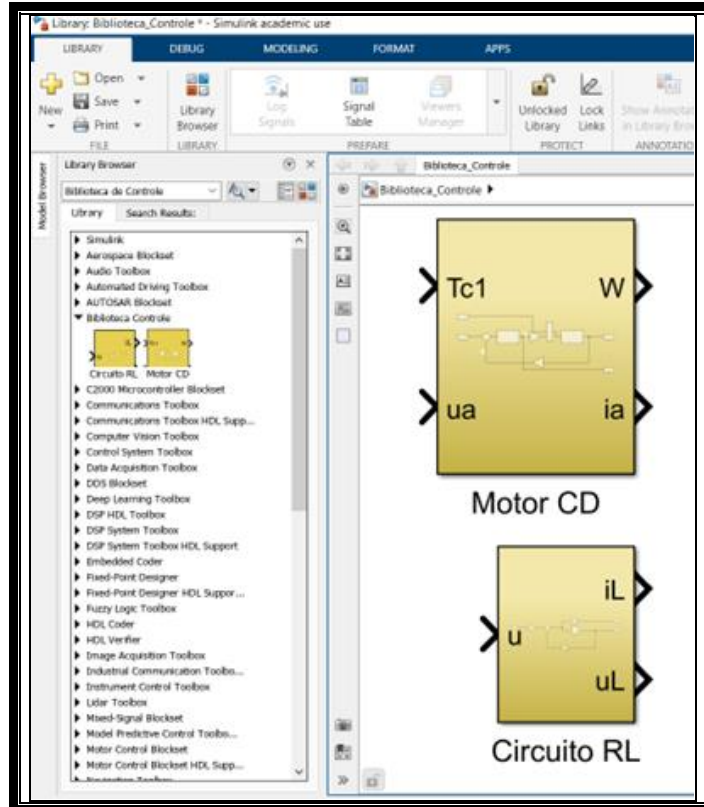 Library: Biblioteca_Controle * - Simulink academic use
LIBRARY DEBUG MODELING FORMAT APPS
New
Open
Save
Print
Library Browser
Log Signals
Signal Table
Viewers Manager
Unlocked Library
Lock Links
Show Annotatio
in Library Brow
FILE LIBRARY PREPARE PROTECT ANNOTATIO
Model Browser
Library Browser
Biblioteca de Controle
Library Search Results:
Simulink
Aerospace Blockset
Audio Toolbox
Automated Driving Toolbox
AUTOSAR Blockset
Biblioteca Controle
Circuito RL Motor CD
C2000 Microcontroller Blockset
Communications Toolbox
Communications Toolbox HDL Supp...
Computer Vision Toolbox
Control System Toolbox
Data Acquisition Toolbox
DDS Blockset
Deep Learning Toolbox
DSP HDL Toolbox
DSP System Toolbox
DSP System Toolbox HDL Support
Embedded Coder
Fixed-Point Designer
Fixed-Point Designer HDL Suppor...
Fuzzy Logic Toolbox
HDL Coder
HDL Verifier
Image Acquisition Toolbox
Industrial Communication Toolbo...
Instrument Control Toolbox
Lidar Toolbox
Mixed-Signal Blockset
Model Predictive Control Toolbo...
Motor Control Blockset
Motor Control Blockset HDL Supp...
Navigation Toolbox
Biblioteca_Controle
Biblioteca_Controle
Tc1 W
ua ia
Motor CD
iL
u
uL
Circuito RL